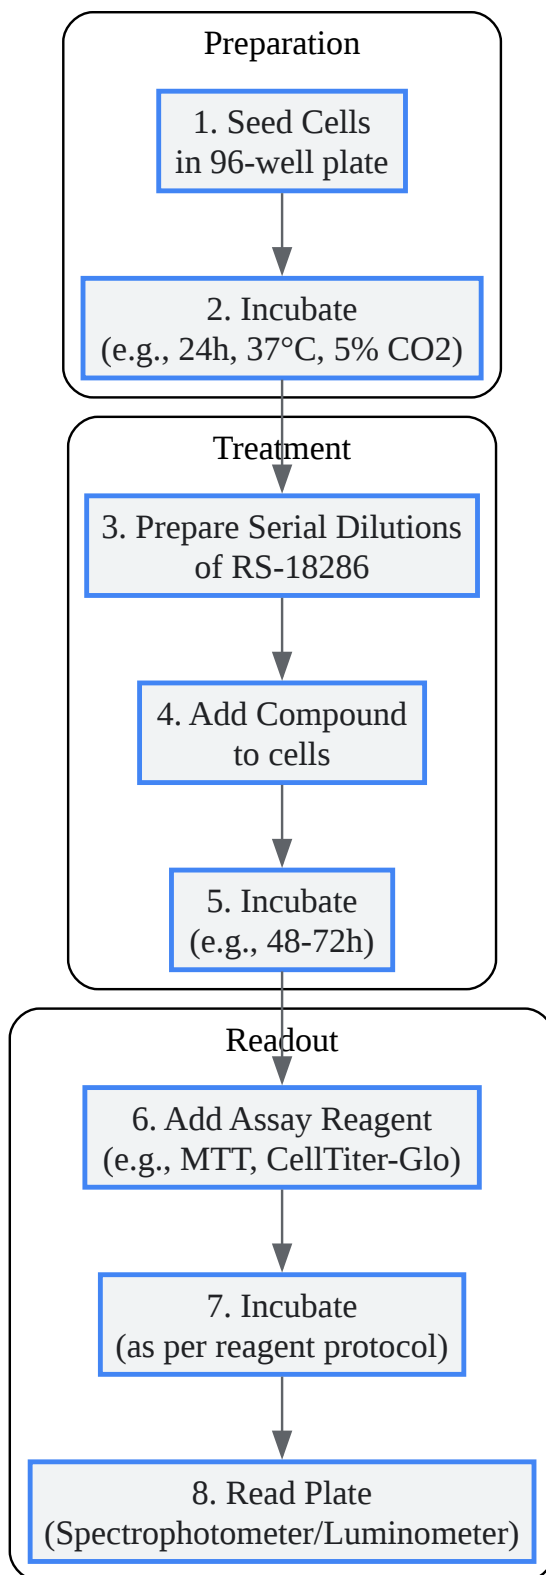 Preparation
1. Seed Cells
in 96-well plate
2. Incubate
(e.g., 24h, 37°C, 5% CO2)
Treatment
3. Prepare Serial Dilutions
of RS-18286
4. Add Compound
to cells
5. Incubate
(e.g., 48-72h)
Readout
6. Add Assay Reagent
(e.g., MTT, CellTiter-Glo)
7. Incubate
(as per reagent protocol)
8. Read Plate
(Spectrophotometer/Luminometer)